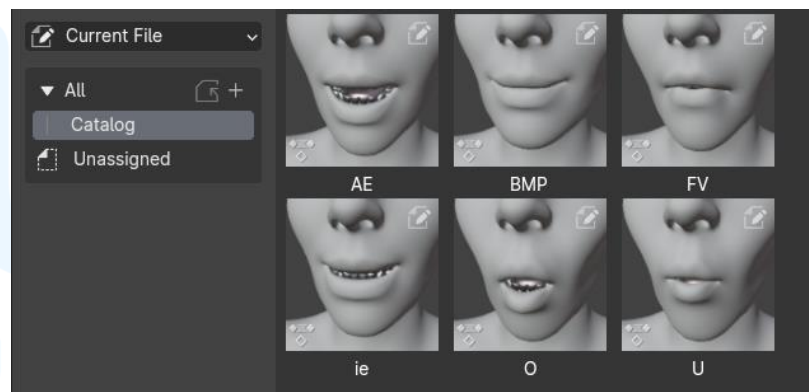 Current File
All
Catalog
Unassigned
AE
BMP
FV
ie
O
U